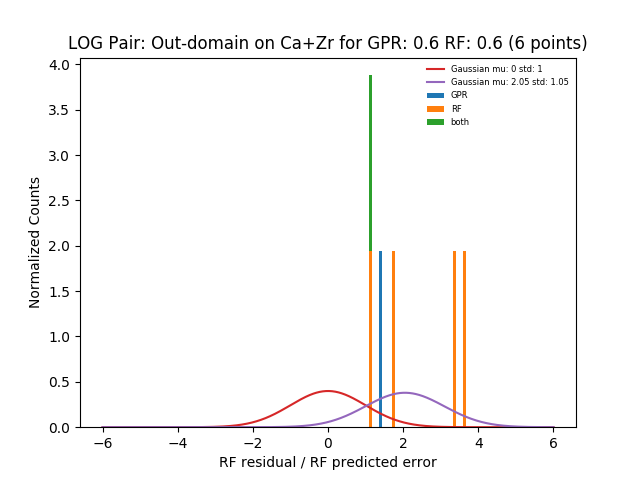 LOG Pair: Out-domain on Ca+Zr for GPR: 0.6 RF: 0.6 (6 points)
Gaussian mu: 0 std: 1
Gaussian mu: 2.05 std: 1.05
GPR
RF
both
Normalized Counts
4.0
3.5
3.0
2.5
2.0
1.5
1.0
0.5
0.0
−6 −4 −2 0 2 4 6
RF residual / RF predicted error